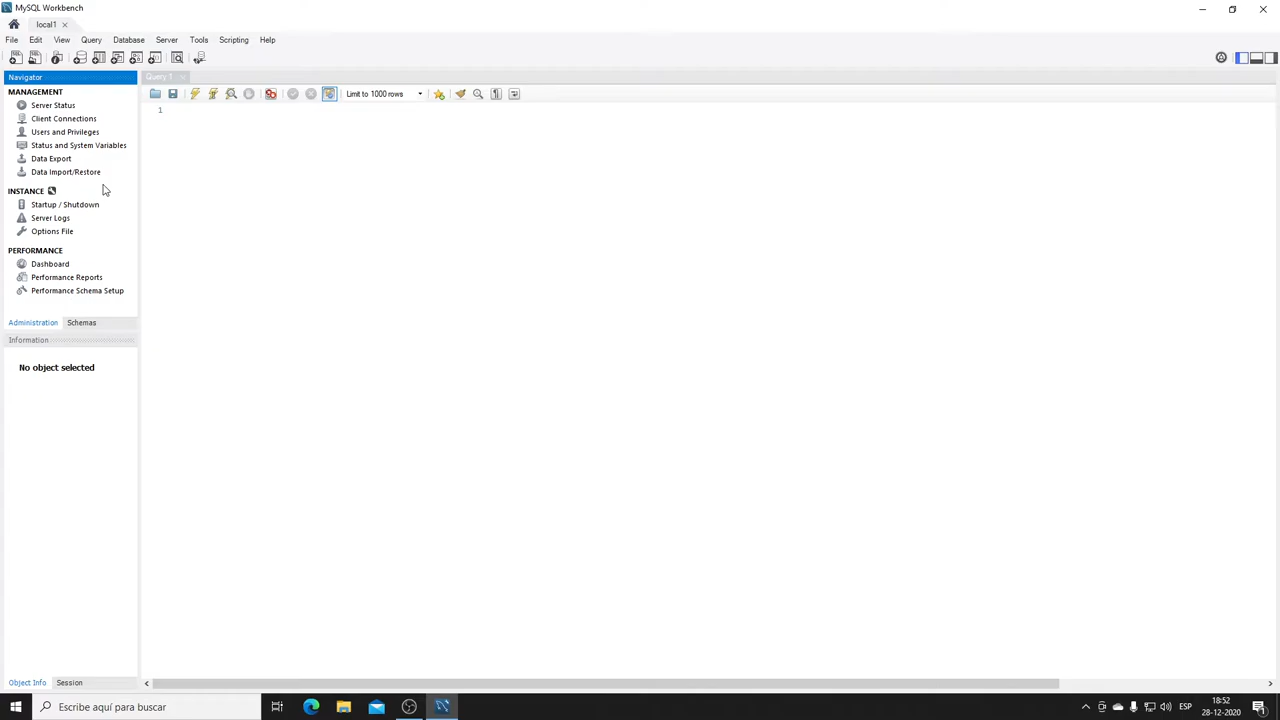 MySQL Workbench
local1
File Edit View Query Database Server Tools Scripting Help
Navigator
MANAGEMENT
Server Status
Client Connections
Users and Privileges
Status and System Variables
Data Export
Data Import/Restore
INSTANCE
Startup / Shutdown
Server Logs
Options File
PERFORMANCE
Dashboard
Performance Reports
Performance Schema Setup
Administration Schemas
Information
No object selected
Object Info Session
Query 1
Limit to 1000 rows
1
Escribe aquí para buscar
ESP
18:52
28-12-2020